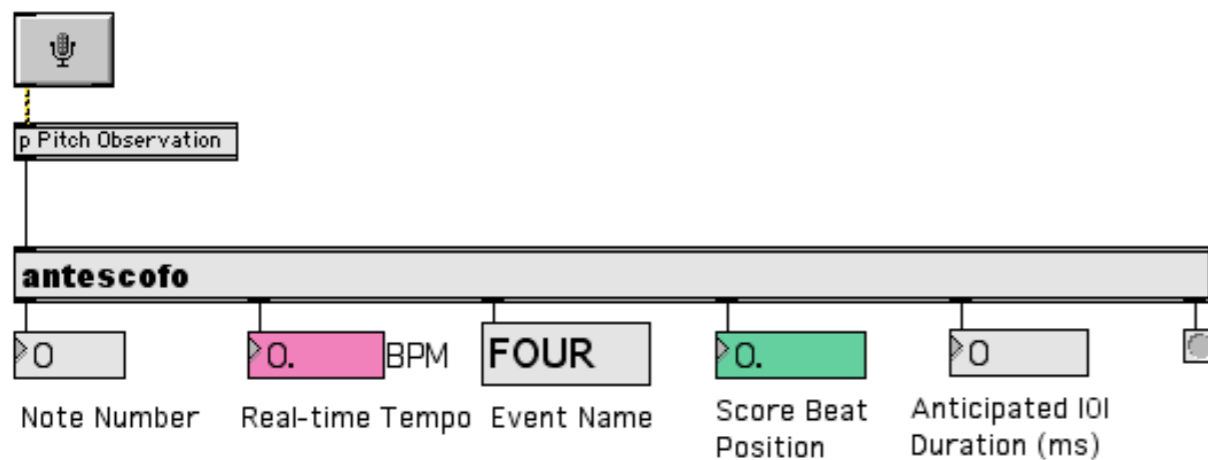 p Pitch Observation
antescofo
0
0.
BPM
FOUR
0.
0
Note Number
Real-time Tempo
Event Name
Score Beat
Position
Anticipated IOI
Duration (ms)